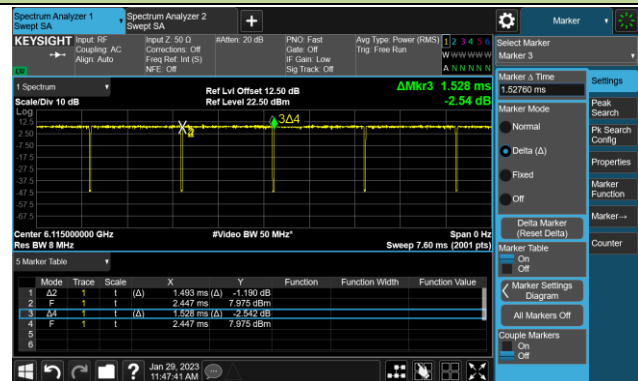 Spectrum Analyzer 1
Swept SA
Spectrum Analyzer 2
Swept SA
+
Marker
KEYSIGHT
Input: RF
Coupling: AC
Align: Auto
Input Z: 50 Ω
Corrections: Off
Freq Ref: Int (S)
NFE: Off
#Atten: 20 dB
PNO: Fast
Gate: Off
IF Gain: Low
Sig Track: Off
Avg Type: Power (RMS)
Trig: Free Run
1 2 3 4 5 6
W W W W W W
A N N N N N
Select Marker
Marker 3
LW
1 Spectrum
Scale/Div 10 dB
Log
Ref Lvl Offset 12.50 dB
Ref Level 22.50 dBm
ΔMkr3 1.528 ms
-2.54 dB
12.5
2.50
-7.50
-17.5
-27.5
-37.5
-47.5
-57.5
-67.5
3Δ4
Center 6.115000000 GHz
Res BW 8 MHz
#Video BW 50 MHz*
Span 0 Hz
Sweep 7.60 ms (2001 pts)
5 Marker Table
Mode Trace Scale X Y Function Function Width Function Value
1 Δ2 1 t (Δ) 1.493 ms (Δ) -1.190 dB
2 F 1 t 2.447 ms 7.975 dBm
3 Δ4 1 t (Δ) 1.528 ms (Δ) -2.542 dB
4 F 1 t 2.447 ms 7.975 dBm
5
6
Jan 29, 2023
11:47:41 AM
Marker Δ Time
1.52760 ms
Marker Mode
Normal
Delta (Δ)
Fixed
Off
Delta Marker
(Reset Delta)
Marker Table
On
Off
Marker Settings
Diagram
All Markers Off
Couple Markers
On
Off
Settings
Peak
Search
Pk Search
Config
Properties
Marker
Function
Marker→
Counter